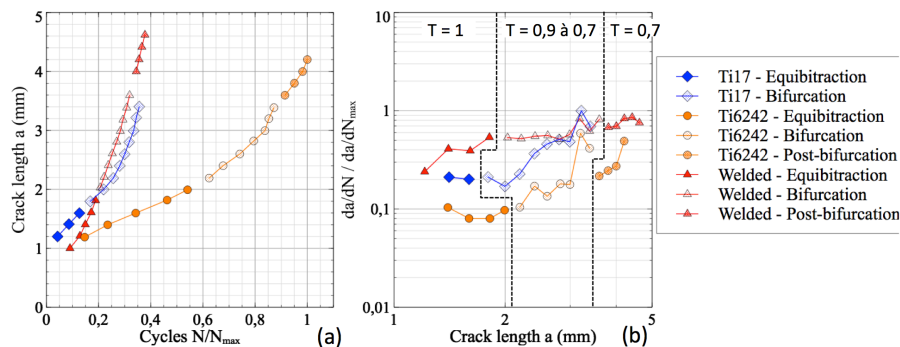 5
4
3
2
1
0
0
0,2
0,4
0,6
0,8
1
Crack length a (mm)
Cycles N/Nmax
(a)
T = 1
T = 0,9 à 0,7
T = 0,7
10
1
0,1
0,01
1
2
5
da/dN / da/dNmax
Crack length a (mm)
(b)
Ti17 - Equibitraction
Ti17 - Bifurcation
Ti6242 - Equibitraction
Ti6242 - Bifurcation
Ti6242 - Post-bifurcation
Welded - Equibitraction
Welded - Bifurcation
Welded - Post-bifurcation